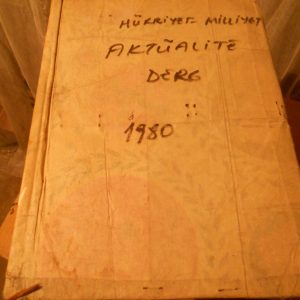 HÜRRİYET- MİLLİYET
AKTÜALİTE
DERG
1980